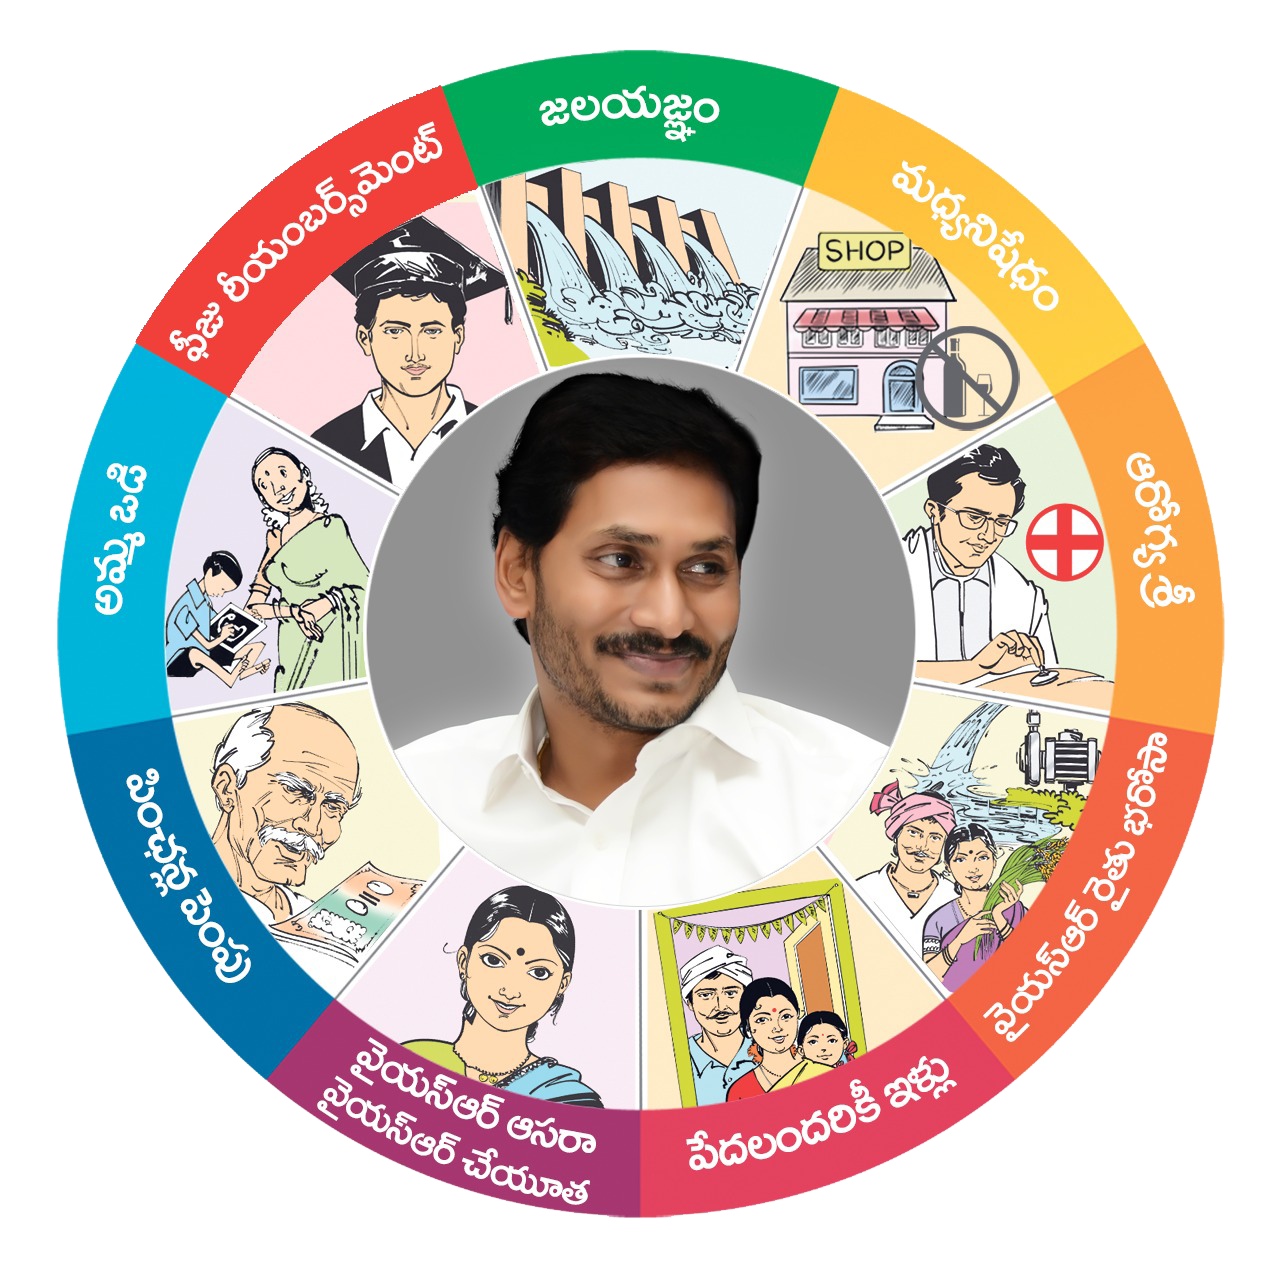 జలయజ్ఞం
మద్యనిషేధం
SHOP
ఆరోగ్య శ్రీ
వైయస్ఆర్ రైతు భరోసా
పేదలందరికీ ఇళ్లు
వైయస్ఆర్ ఆసరా
వైయస్ఆర్ చేయూత
పింఛన్ల పెంపు
అమ్మ ఒడి
ఫీజు రీయింబర్స్‌మెంట్